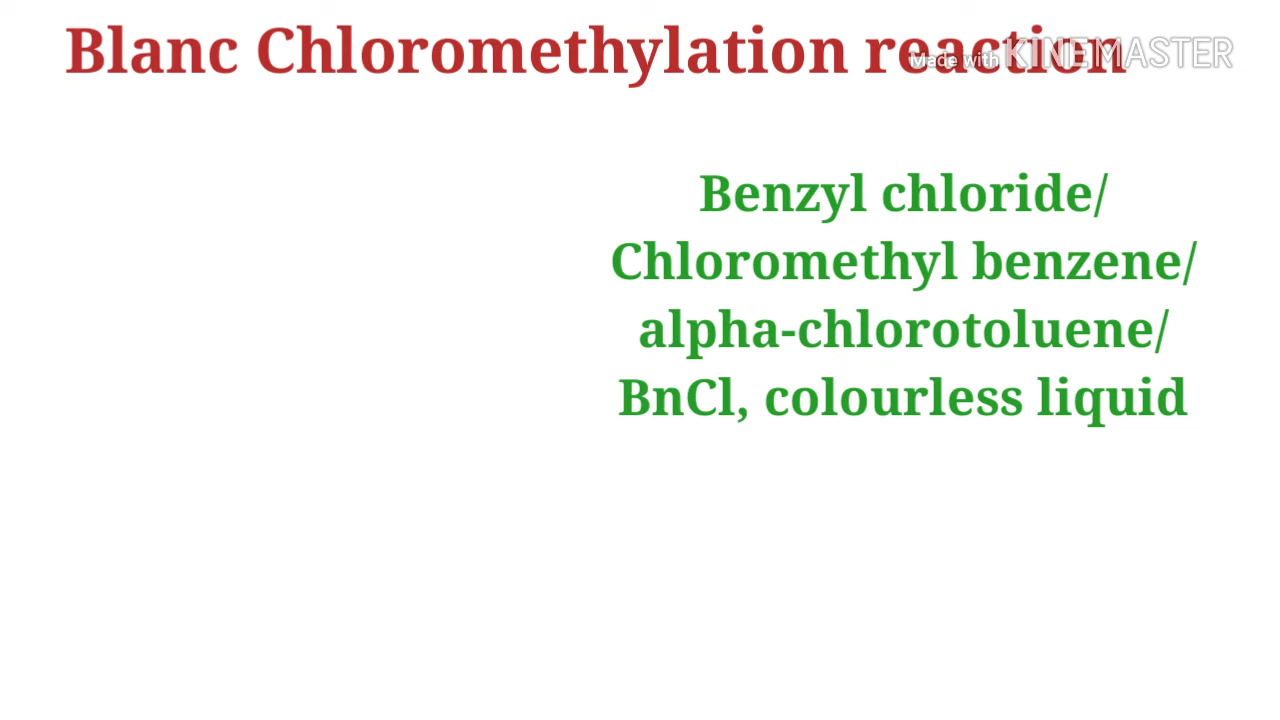 Blanc Chloromethylation reaction
Made with KINEMASTER
Benzyl chloride/
Chloromethyl benzene/
alpha-chlorotoluene/
BnCl, colourless liquid